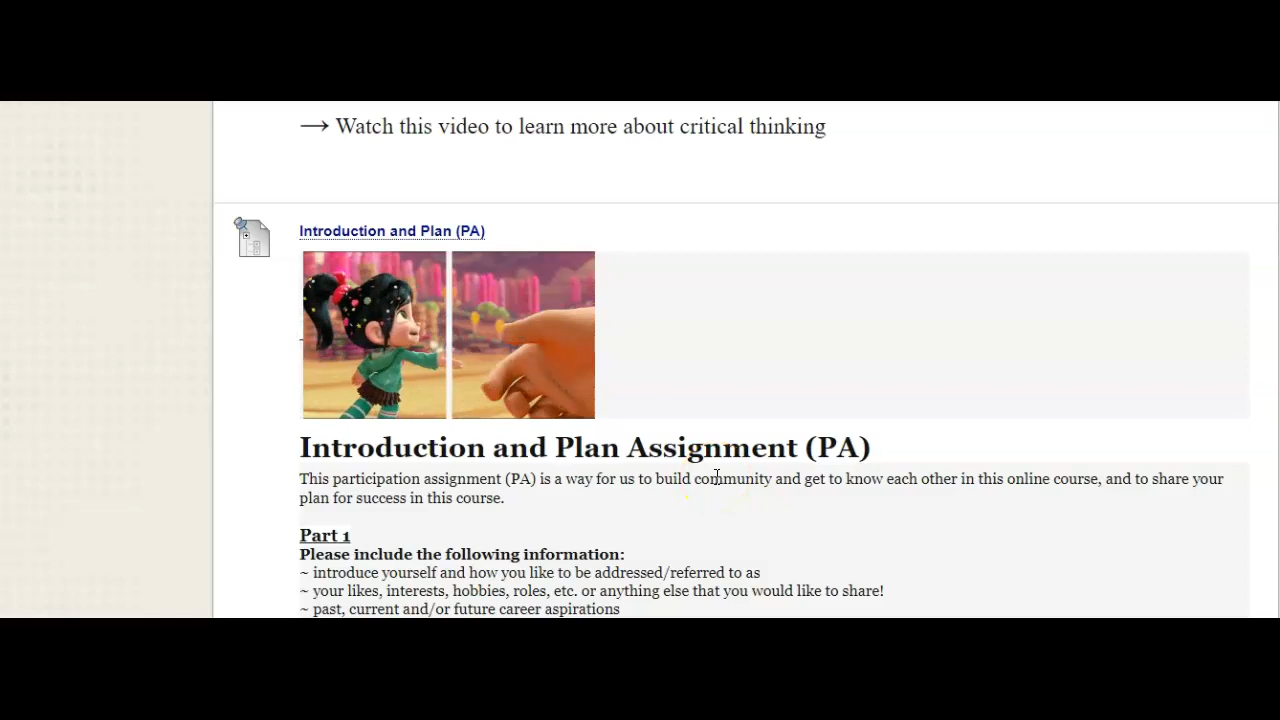 ⟶ Watch this video to learn more about critical thinking
Introduction and Plan (PA)
Introduction and Plan Assignment (PA)
This participation assignment (PA) is a way for us to build community and get to know each other in this online course, and to share your
plan for success in this course.
Part 1
Please include the following information:
~ introduce yourself and how you like to be addressed/referred to as
~ your likes, interests, hobbies, roles, etc. or anything else that you would like to share!
~ past, current and/or future career aspirations